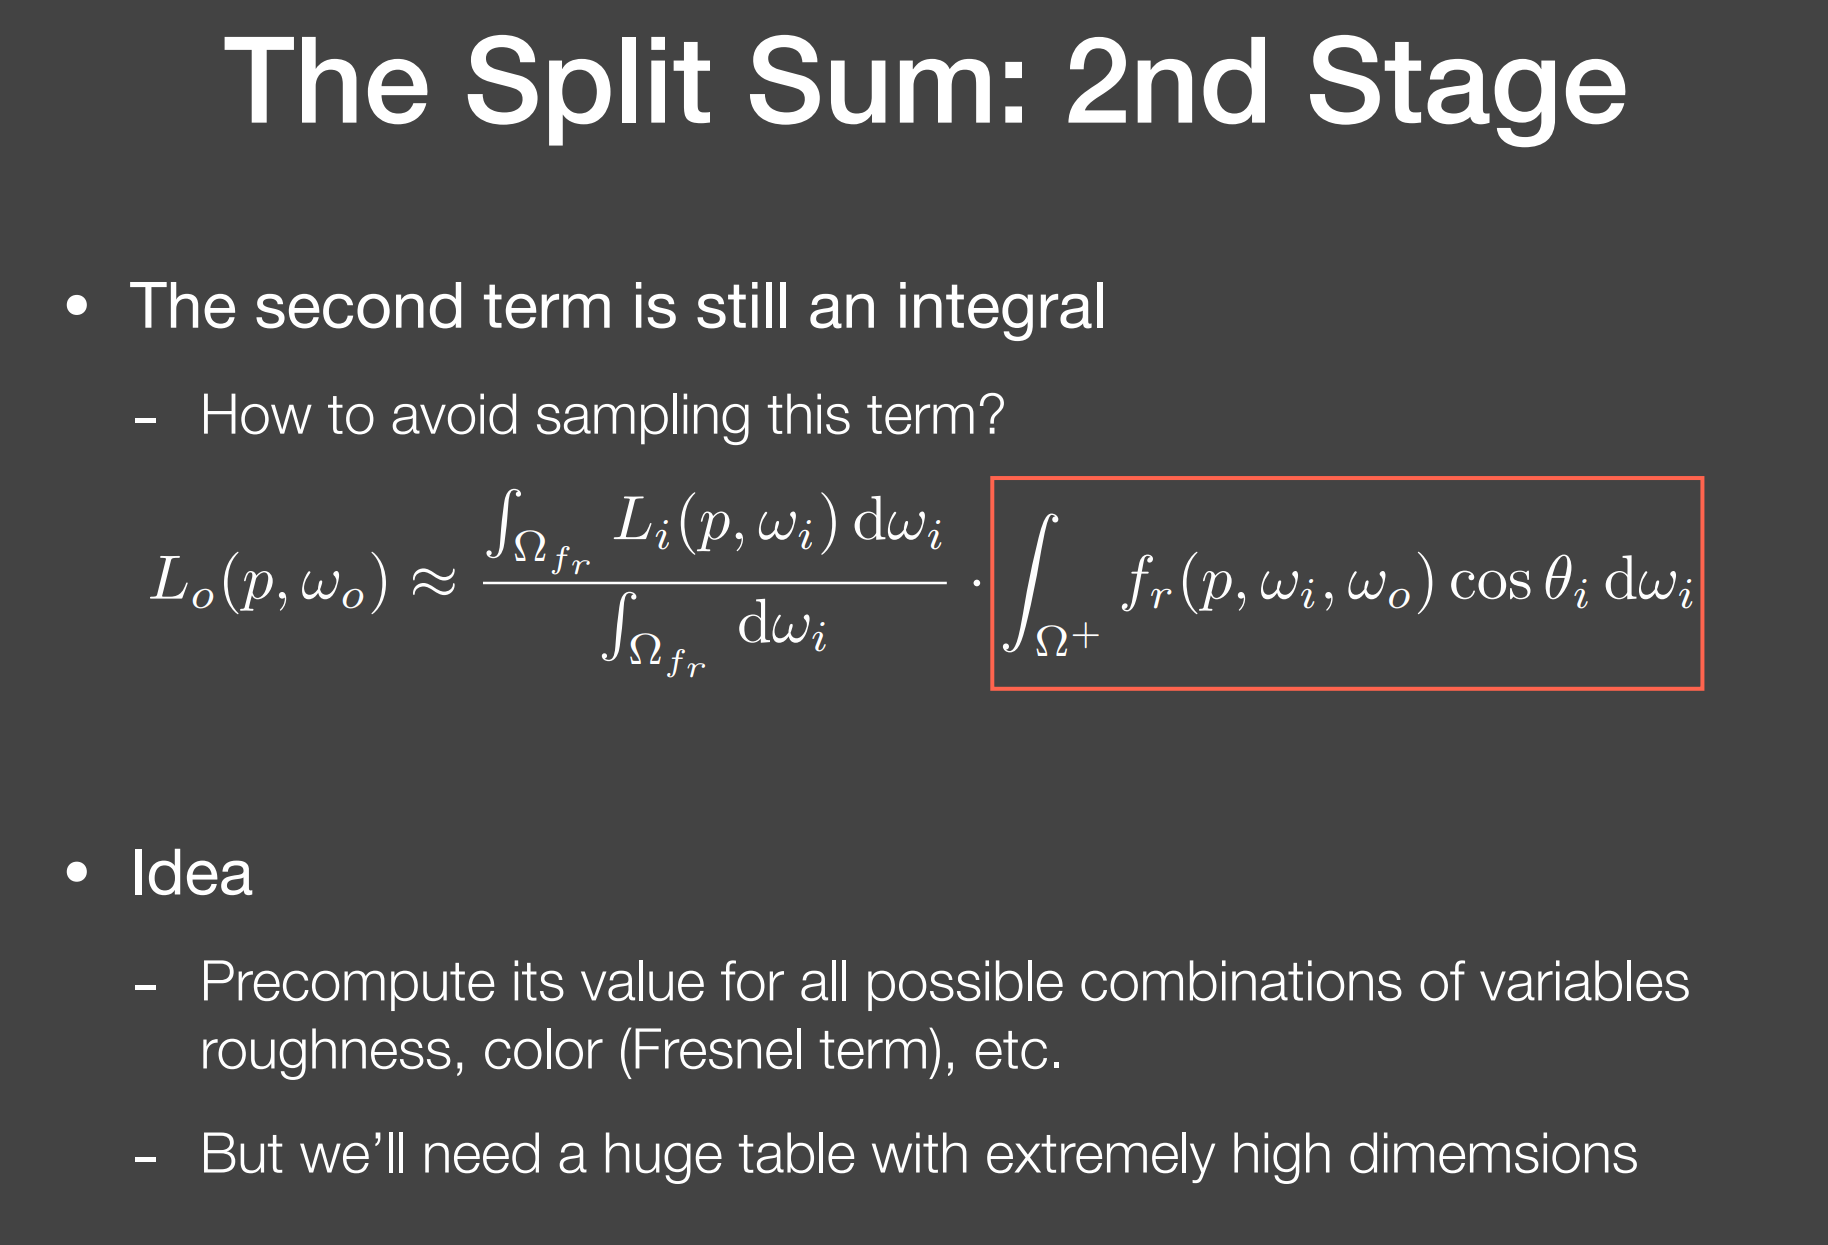 The Split Sum: 2nd Stage
• The second term is still an integral
- How to avoid sampling this term?
$L_o(p, \omega_o) \approx \frac{\int_{\Omega_{f_r}} L_i(p, \omega_i) \, \mathrm{d}\omega_i}{\int_{\Omega_{f_r}} \mathrm{d}\omega_i} \cdot \int_{\Omega^+} f_r(p, \omega_i, \omega_o) \cos\theta_i \, \mathrm{d}\omega_i$
• Idea
- Precompute its value for all possible combinations of variables
roughness, color (Fresnel term), etc.
- But we’ll need a huge table with extremely high dimemsions